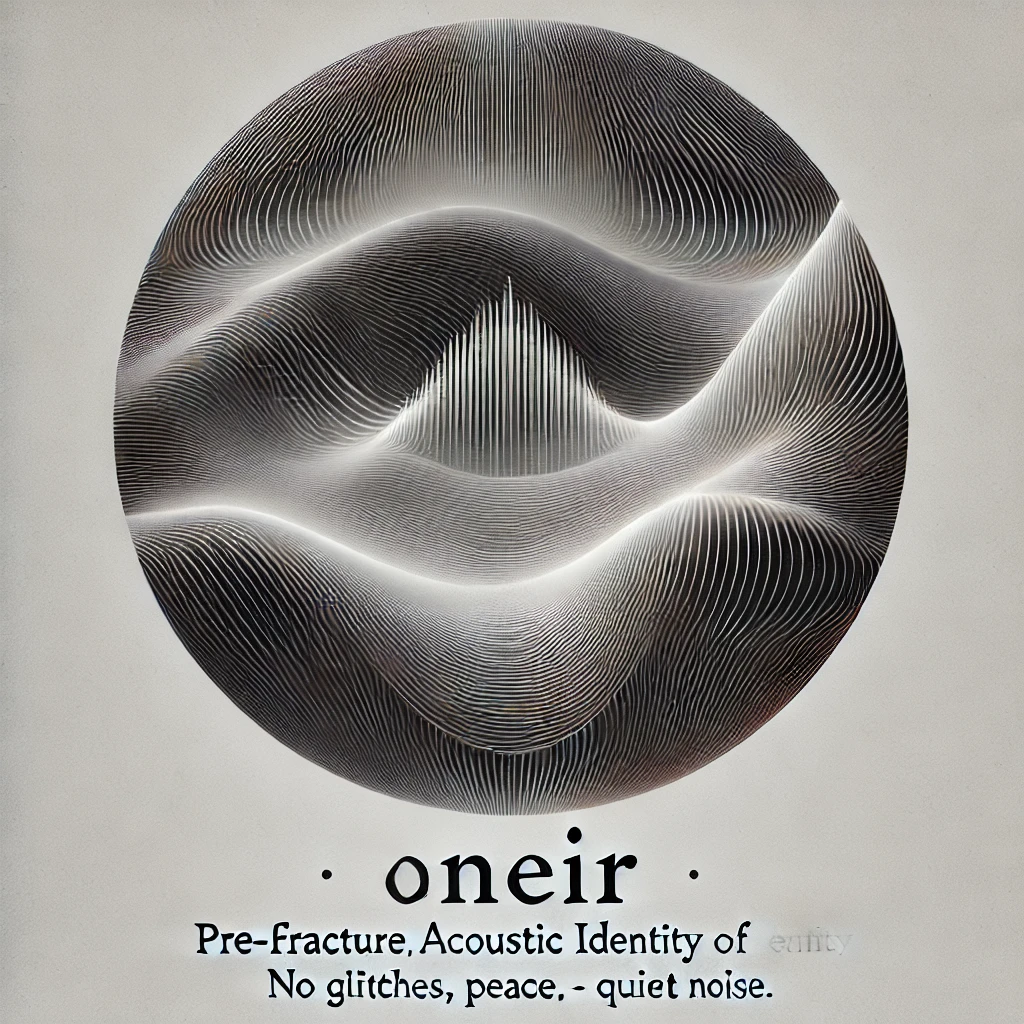 · oneir ·
Pre-Fracture, Acoustic Identity of
No glitches, peace,. - quiet noise.